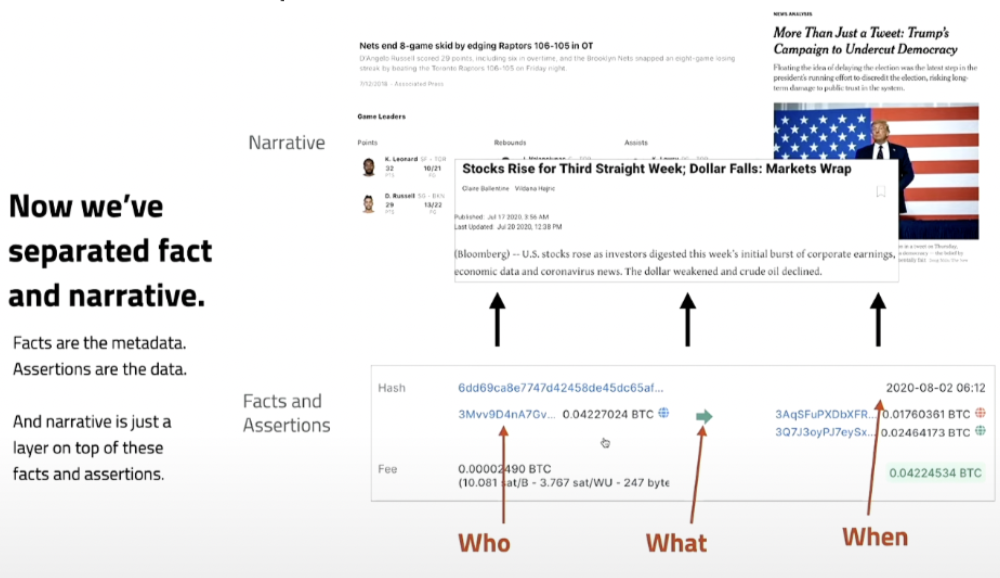 NEWS ANALYSIS
More Than Just a Tweet: Trump's
Campaign to Undercut Democracy
Floating the idea of delaying the election was the latest step in the
president's running effort to discredit the election, risking long-
term damage to public trust in the system.
Nets end 8-game skid by edging Raptors 106-105 in OT
D'Angelo Russell scored 29 points, including six in overtime, and the Brooklyn Nets snapped an eight-game losing
streak by beating the Toronto Raptors 106-105 on Friday night.
Associated Press
Game Leaders
Narrative
Points
Rebounds
Assists
K. Leonard SF - TOR
32 10/21
PTS FG
D. Russell SG - BKN
29 13/22
PTS FG
Stocks Rise for Third Straight Week; Dollar Falls: Markets Wrap
Claire Ballentine Vildana Hajric
Published: Jul 17 2020, 3:56 AM
Last Updated: Jul 20 2020, 12:38 PM
(Bloomberg) -- U.S. stocks rose as investors digested this week's initial burst of corporate earnings,
economic data and coronavirus news. The dollar weakened and crude oil declined.
Now we've
separated fact
and narrative.
Facts are the metadata.
Assertions are the data.
And narrative is just a
layer on top of these
facts and assertions.
Facts and
Assertions
Hash 6dd69ca8e7747d42458de45dc65af... 2020-08-02 06:12
3Mvv9D4nA7Gv... 0.04227024 BTC 3AqSFuPXDbXFR... 0.01760361 BTC
3Q7J3oyPJ7eySx... 0.02464173 BTC
Fee 0.00002490 BTC 0.04224534 BTC
(10.081 sat/B - 3.767 sat/WU - 247 byte
Who
What
When